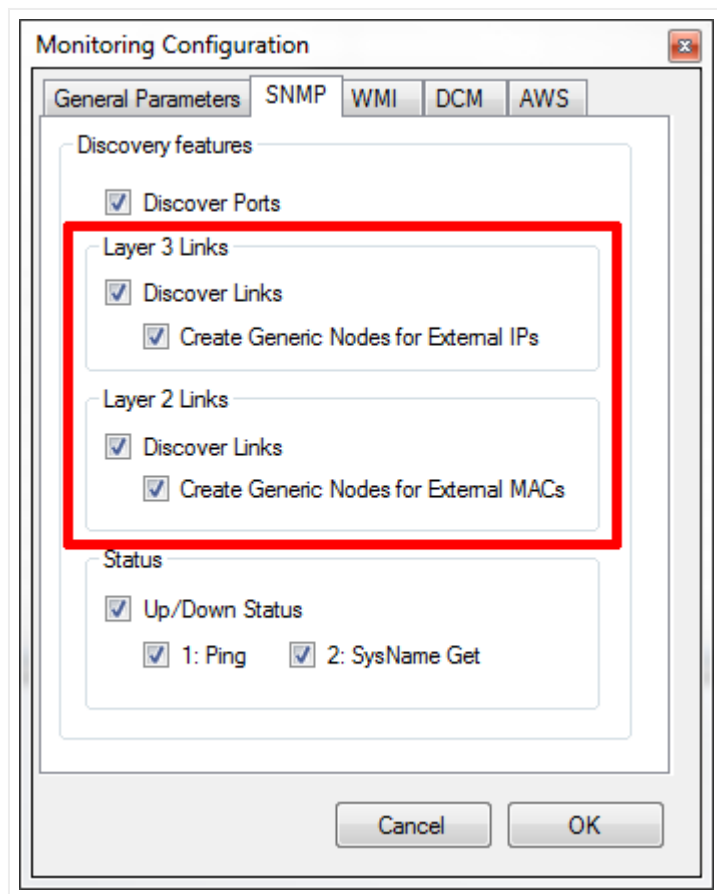 Monitoring Configuration
General Parameters SNMP WMI DCM AWS
Discovery features
Discover Ports
Layer 3 Links
Discover Links
Create Generic Nodes for External IPs
Layer 2 Links
Discover Links
Create Generic Nodes for External MACs
Status
Up/Down Status
1: Ping 2: SysName Get
Cancel OK